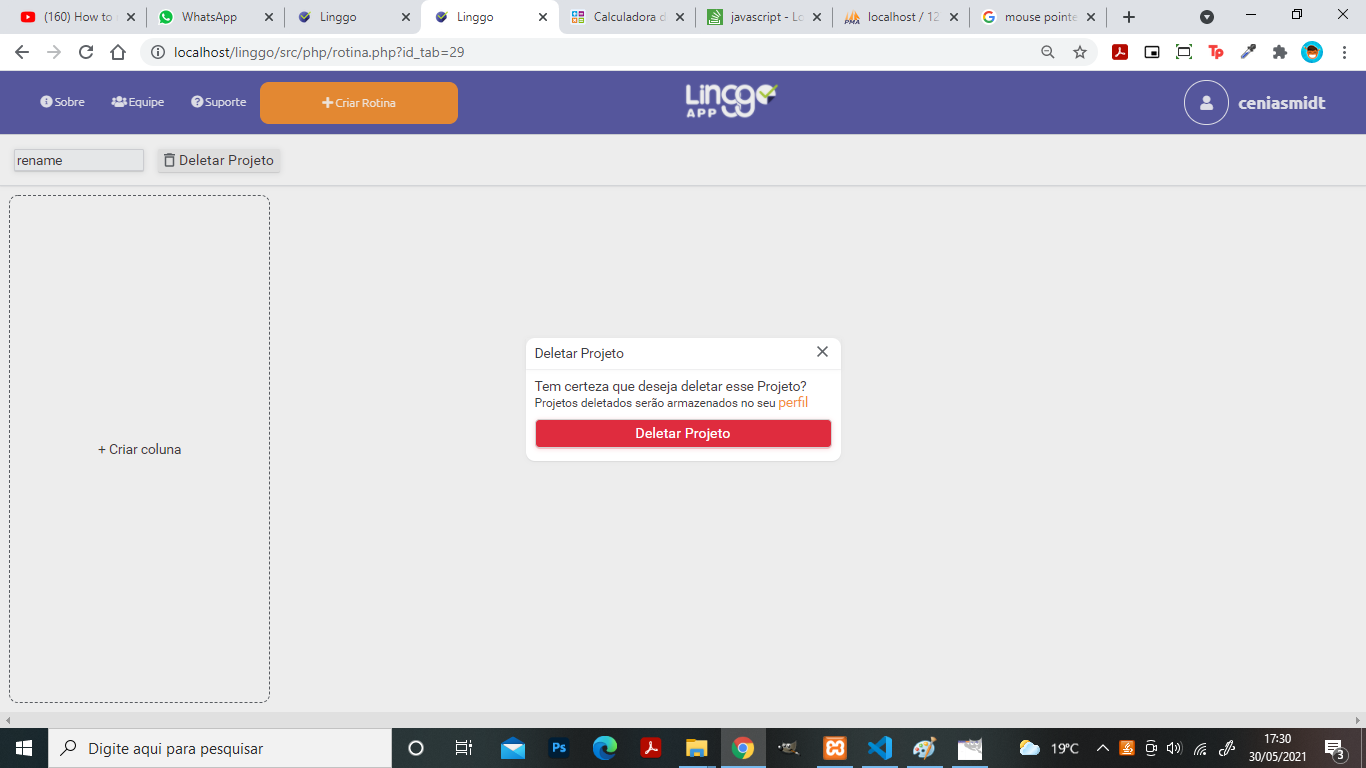 (160) How to
WhatsApp
Linggo
Linggo
Calculadora d
javascript - Lo
localhost / 12
mouse pointe
localhost/linggo/src/php/rotina.php?id_tab=29
Sobre
Equipe
Suporte
Criar Rotina
Lincgo
APP
ceniasmidt
rename
Deletar Projeto
Deletar Projeto
Tem certeza que deseja deletar esse Projeto?
Projetos deletados serão armazenados no seu perfil
Deletar Projeto
+ Criar coluna
Digite aqui para pesquisar
Ps
19°C
17:30
30/05/2021
3